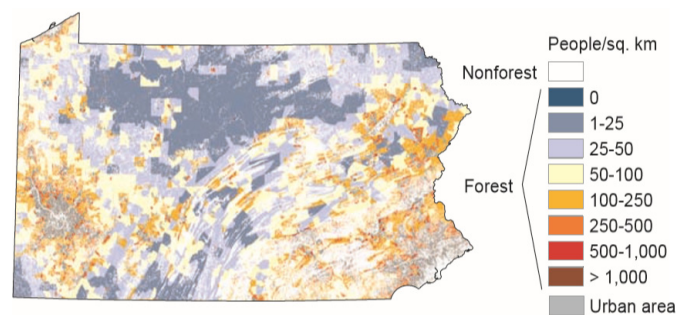 People/sq. km
Nonforest
0
1-25
25-50
50-100
Forest
100-250
250-500
500-1,000
> 1,000
Urban area